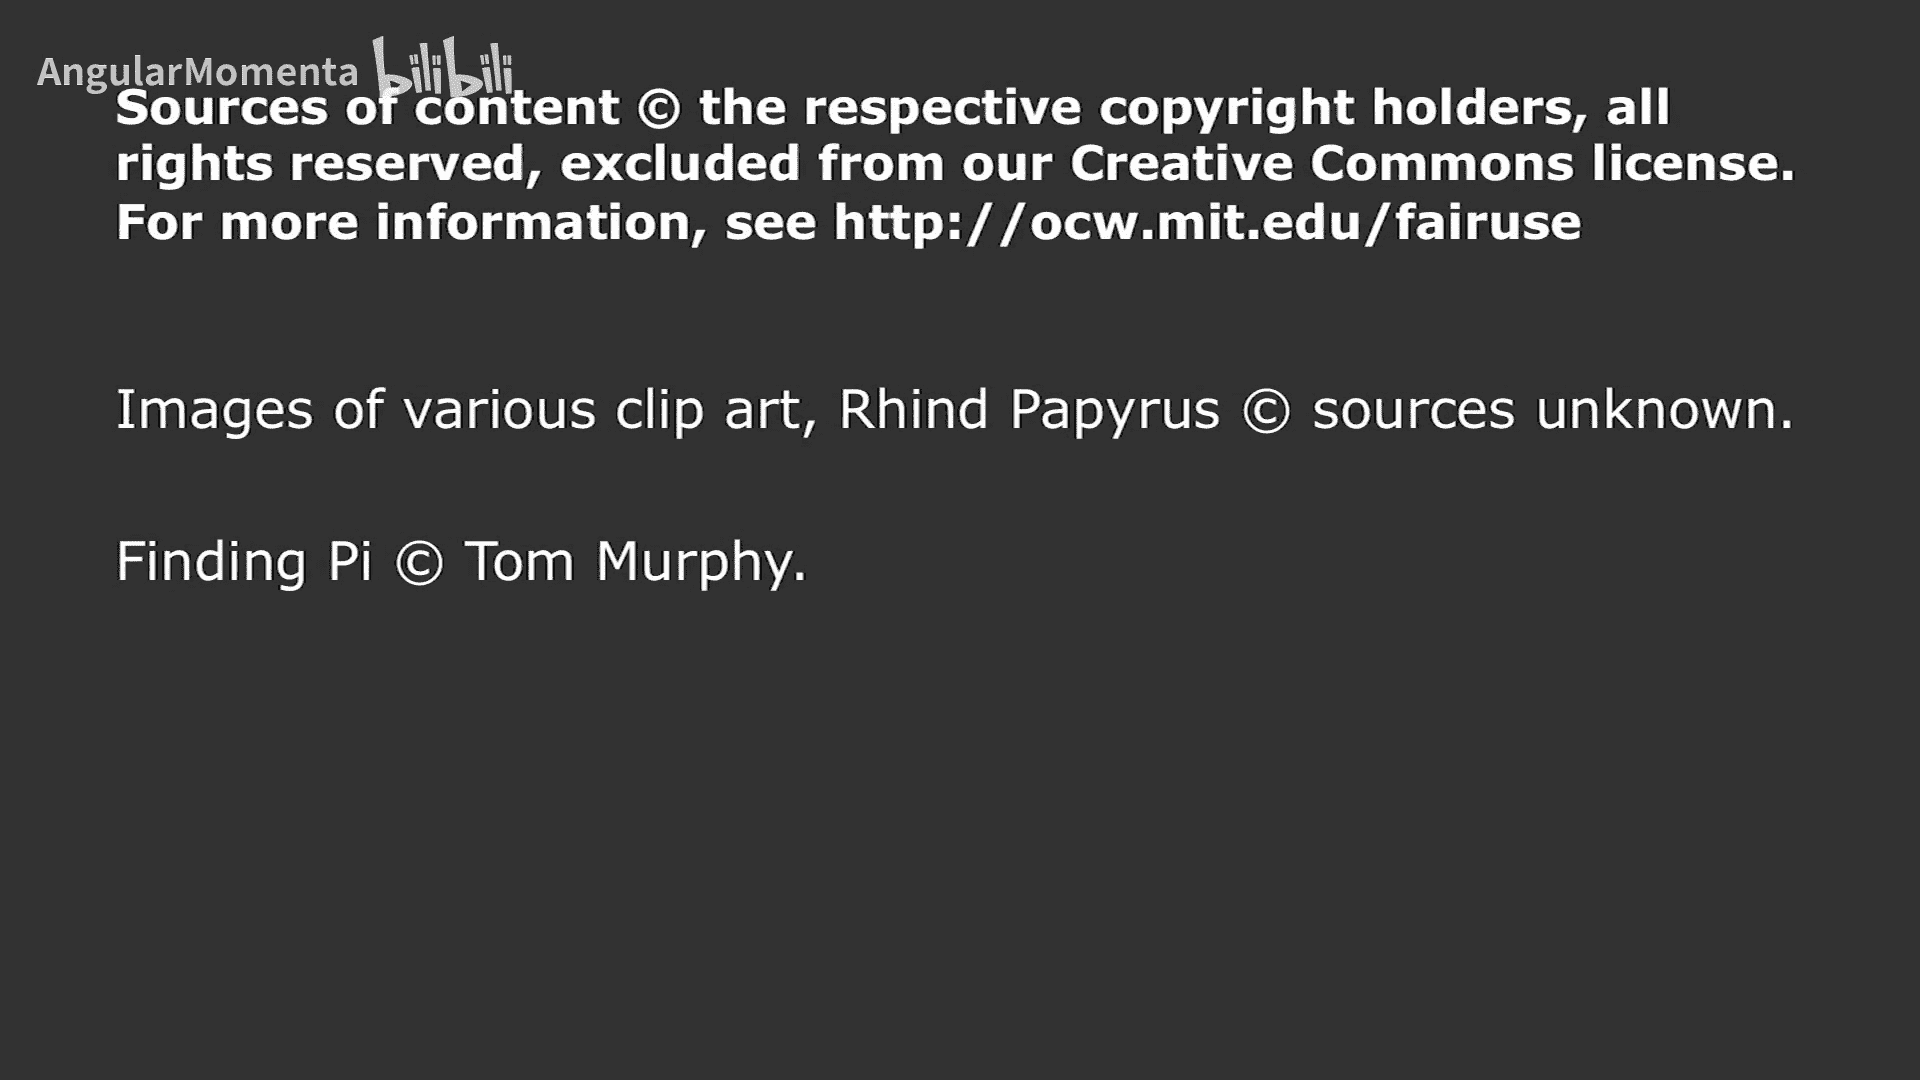 AngularMomenta bilibili
Sources of content © the respective copyright holders, all
rights reserved, excluded from our Creative Commons license.
For more information, see http://ocw.mit.edu/fairuse
Images of various clip art, Rhind Papyrus © sources unknown.
Finding Pi © Tom Murphy.